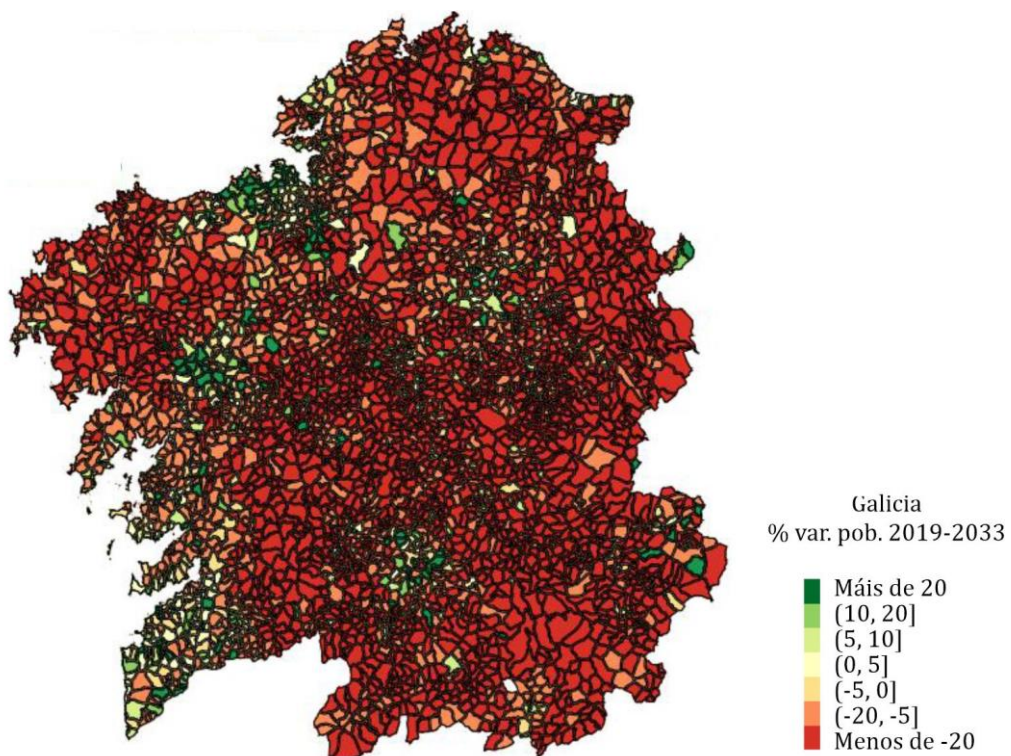 Galicia
% var. pob. 2019-2033
Máis de 20
(10, 20]
(5, 10]
(0, 5]
(-5, 0]
(-20, -5]
Menos de -20